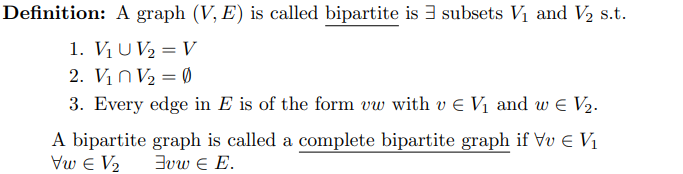 Definition: A graph (V, E) is called bipartite is ∃ subsets V₁ and V₂ s.t.
1. V₁ ∪ V₂ = V
2. V₁ ∩ V₂ = ∅
3. Every edge in E is of the form vw with v ∈ V₁ and w ∈ V₂.
A bipartite graph is called a complete bipartite graph if ∀v ∈ V₁
∀w ∈ V₂ ∃vw ∈ E.